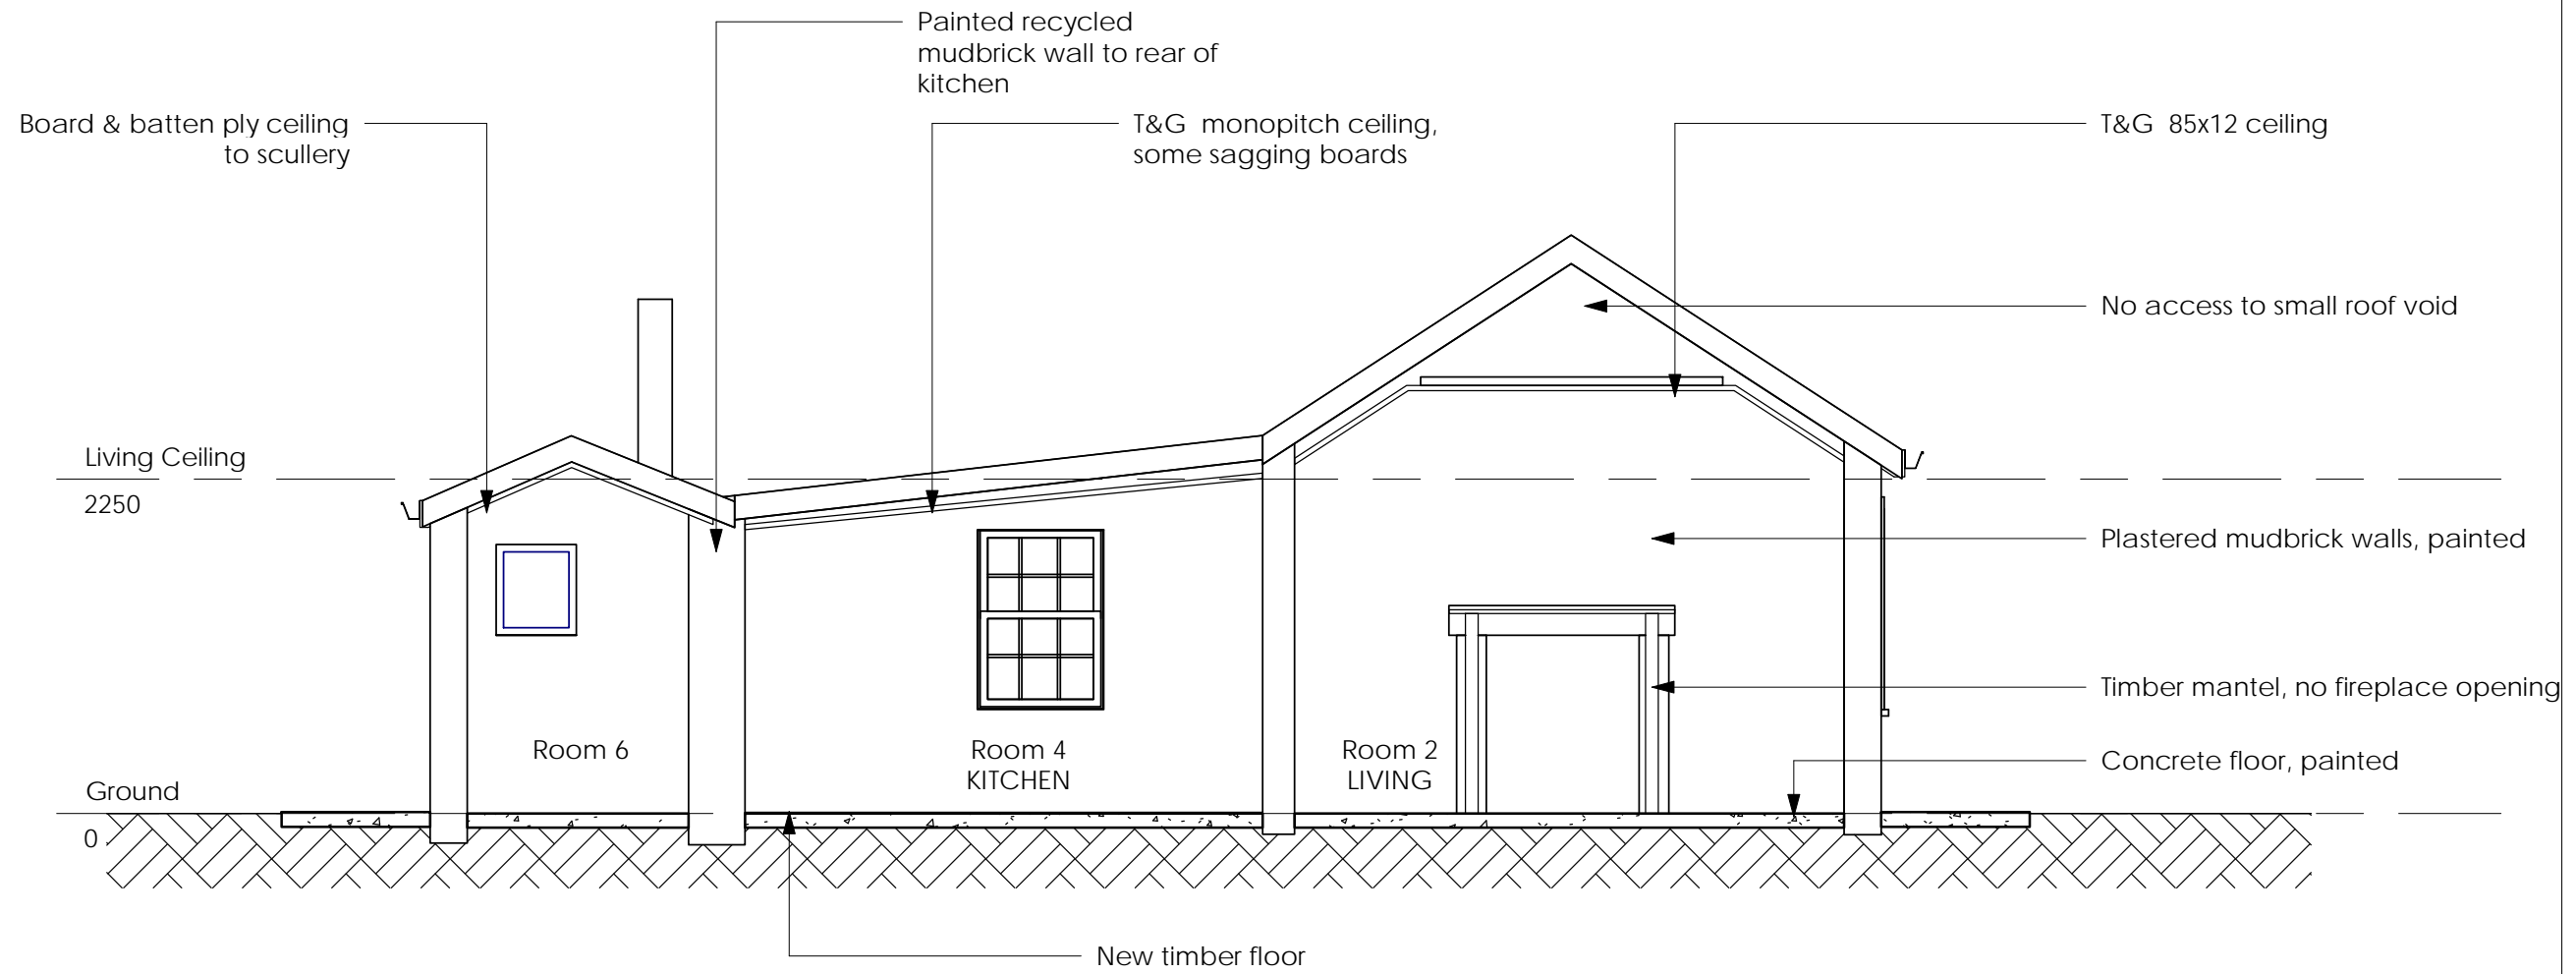 Painted recycled
mudbrick wall to rear of
kitchen
Board & batten ply ceiling
to scullery
T&G monopitch ceiling,
some sagging boards
T&G 85x12 ceiling
No access to small roof void
Living Ceiling
2250
Plastered mudbrick walls, painted
Timber mantel, no fireplace opening
Room 6
Room 4
KITCHEN
Room 2
LIVING
Concrete floor, painted
Ground
0
New timber floor